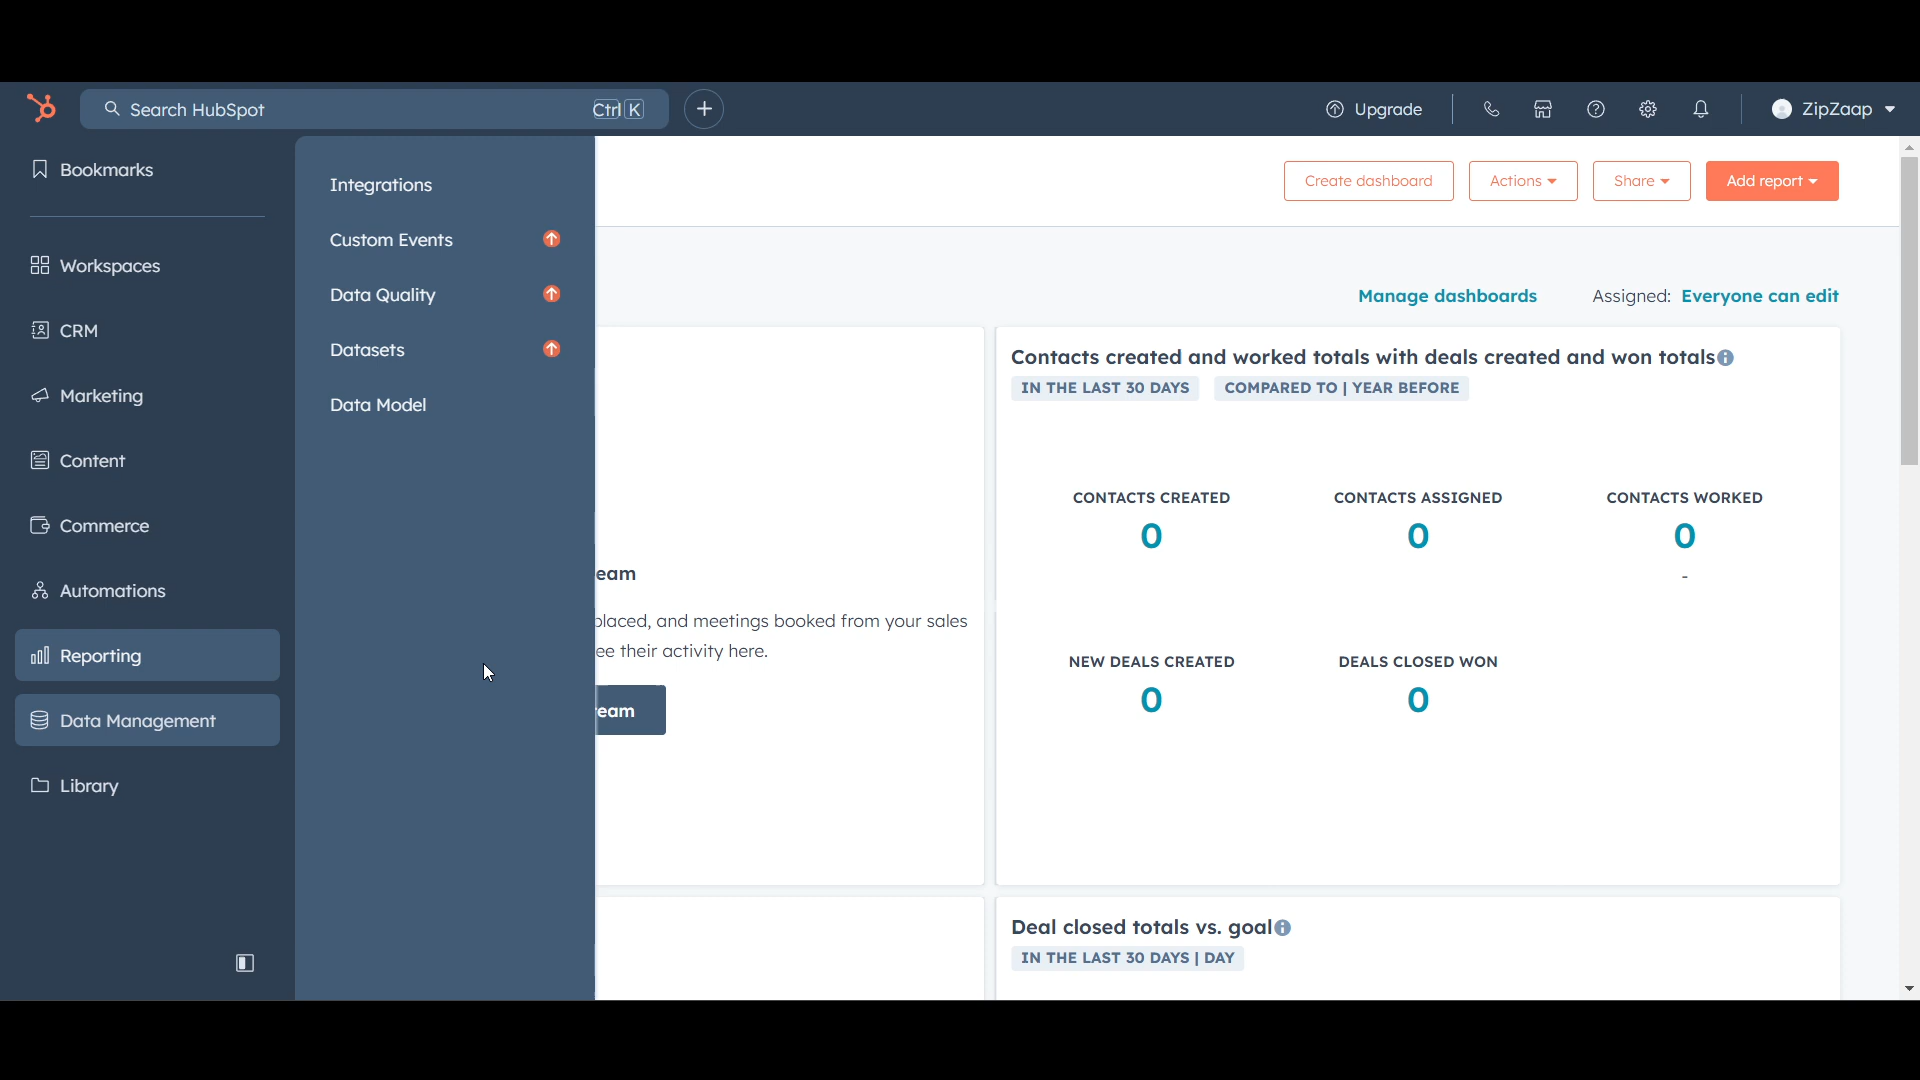 Search HubSpot
Ctrl K
+
Upgrade
ZipZaap
Bookmarks
Workspaces
CRM
Marketing
Content
Commerce
Automations
Reporting
Data Management
Library
Integrations
Custom Events
Data Quality
Datasets
Data Model
Create dashboard
Actions
Share
Add report
Manage dashboards
Assigned: Everyone can edit
eam
placed, and meetings booked from your sales
ee their activity here.
eam
Contacts created and worked totals with deals created and won totals
IN THE LAST 30 DAYS
COMPARED TO | YEAR BEFORE
CONTACTS CREATED
0
CONTACTS ASSIGNED
0
CONTACTS WORKED
0
-
NEW DEALS CREATED
0
DEALS CLOSED WON
0
Deal closed totals vs. goal
IN THE LAST 30 DAYS | DAY